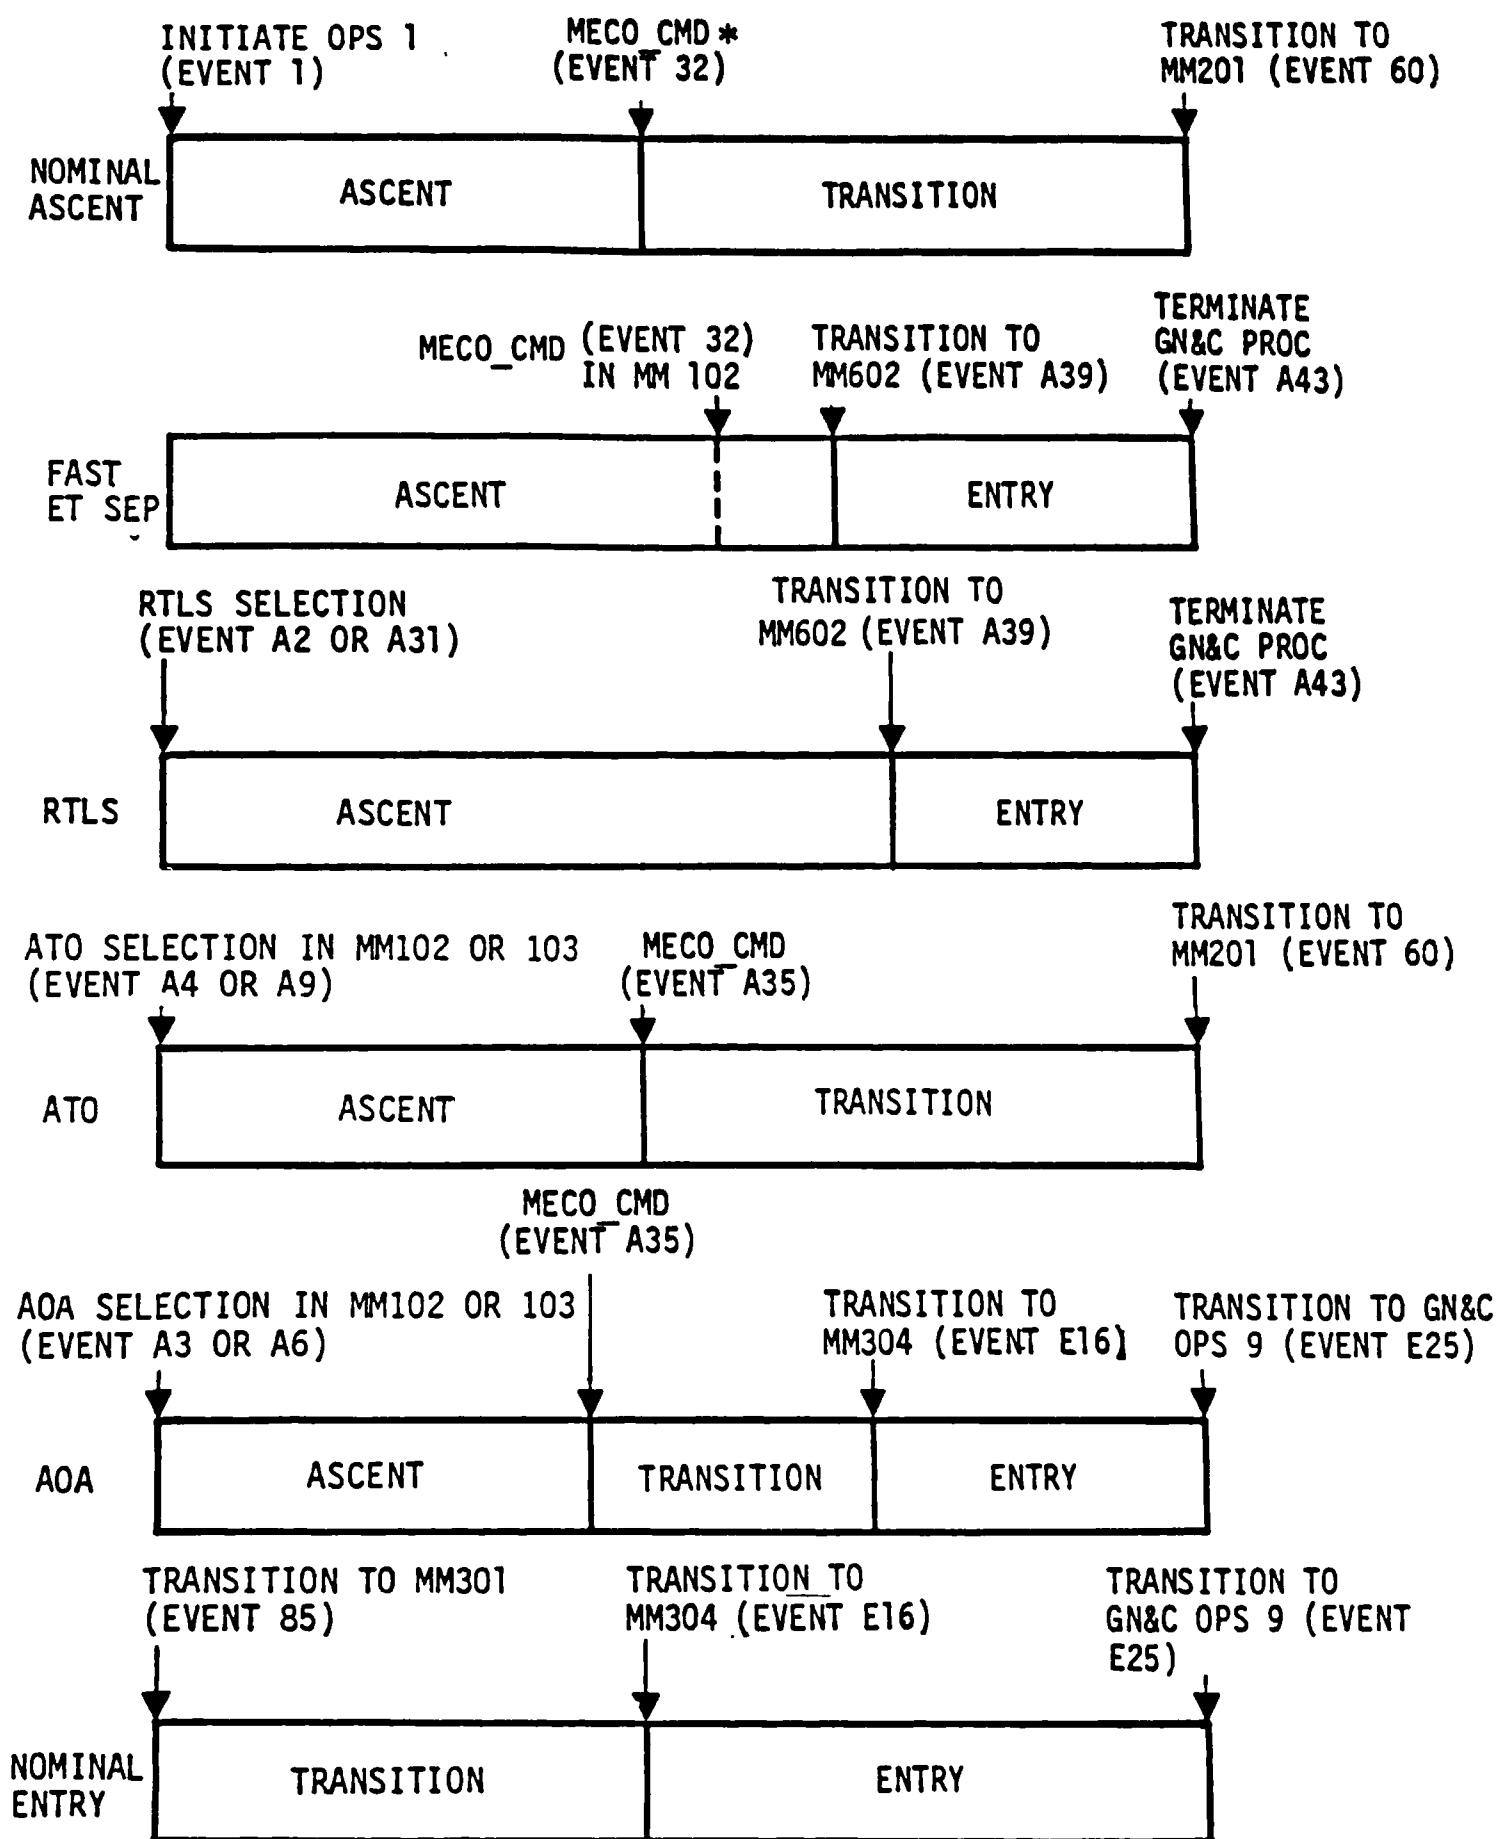 INITIATE OPS 1
(EVENT 1)
MECO_CMD *
(EVENT 32)
TRANSITION TO
MM201 (EVENT 60)
NOMINAL
ASCENT
ASCENT
TRANSITION
MECO_CMD (EVENT 32)
IN MM 102
TRANSITION TO
MM602 (EVENT A39)
TERMINATE
GN&C PROC
(EVENT A43)
FAST
ET SEP
ASCENT
ENTRY
RTLS SELECTION
(EVENT A2 OR A31)
TRANSITION TO
MM602 (EVENT A39)
TERMINATE
GN&C PROC
(EVENT A43)
RTLS
ASCENT
ENTRY
ATO SELECTION IN MM102 OR 103
(EVENT A4 OR A9)
MECO_CMD
(EVENT A35)
TRANSITION TO
MM201 (EVENT 60)
ATO
ASCENT
TRANSITION
MECO_CMD
(EVENT A35)
AOA SELECTION IN MM102 OR 103
(EVENT A3 OR A6)
TRANSITION TO
MM304 (EVENT E16)
TRANSITION TO GN&C
OPS 9 (EVENT E25)
AOA
ASCENT
TRANSITION
ENTRY
TRANSITION TO MM301
(EVENT 85)
TRANSITION TO
MM304 (EVENT E16)
TRANSITION TO
GN&C OPS 9 (EVENT
E25)
NOMINAL
ENTRY
TRANSITION
ENTRY